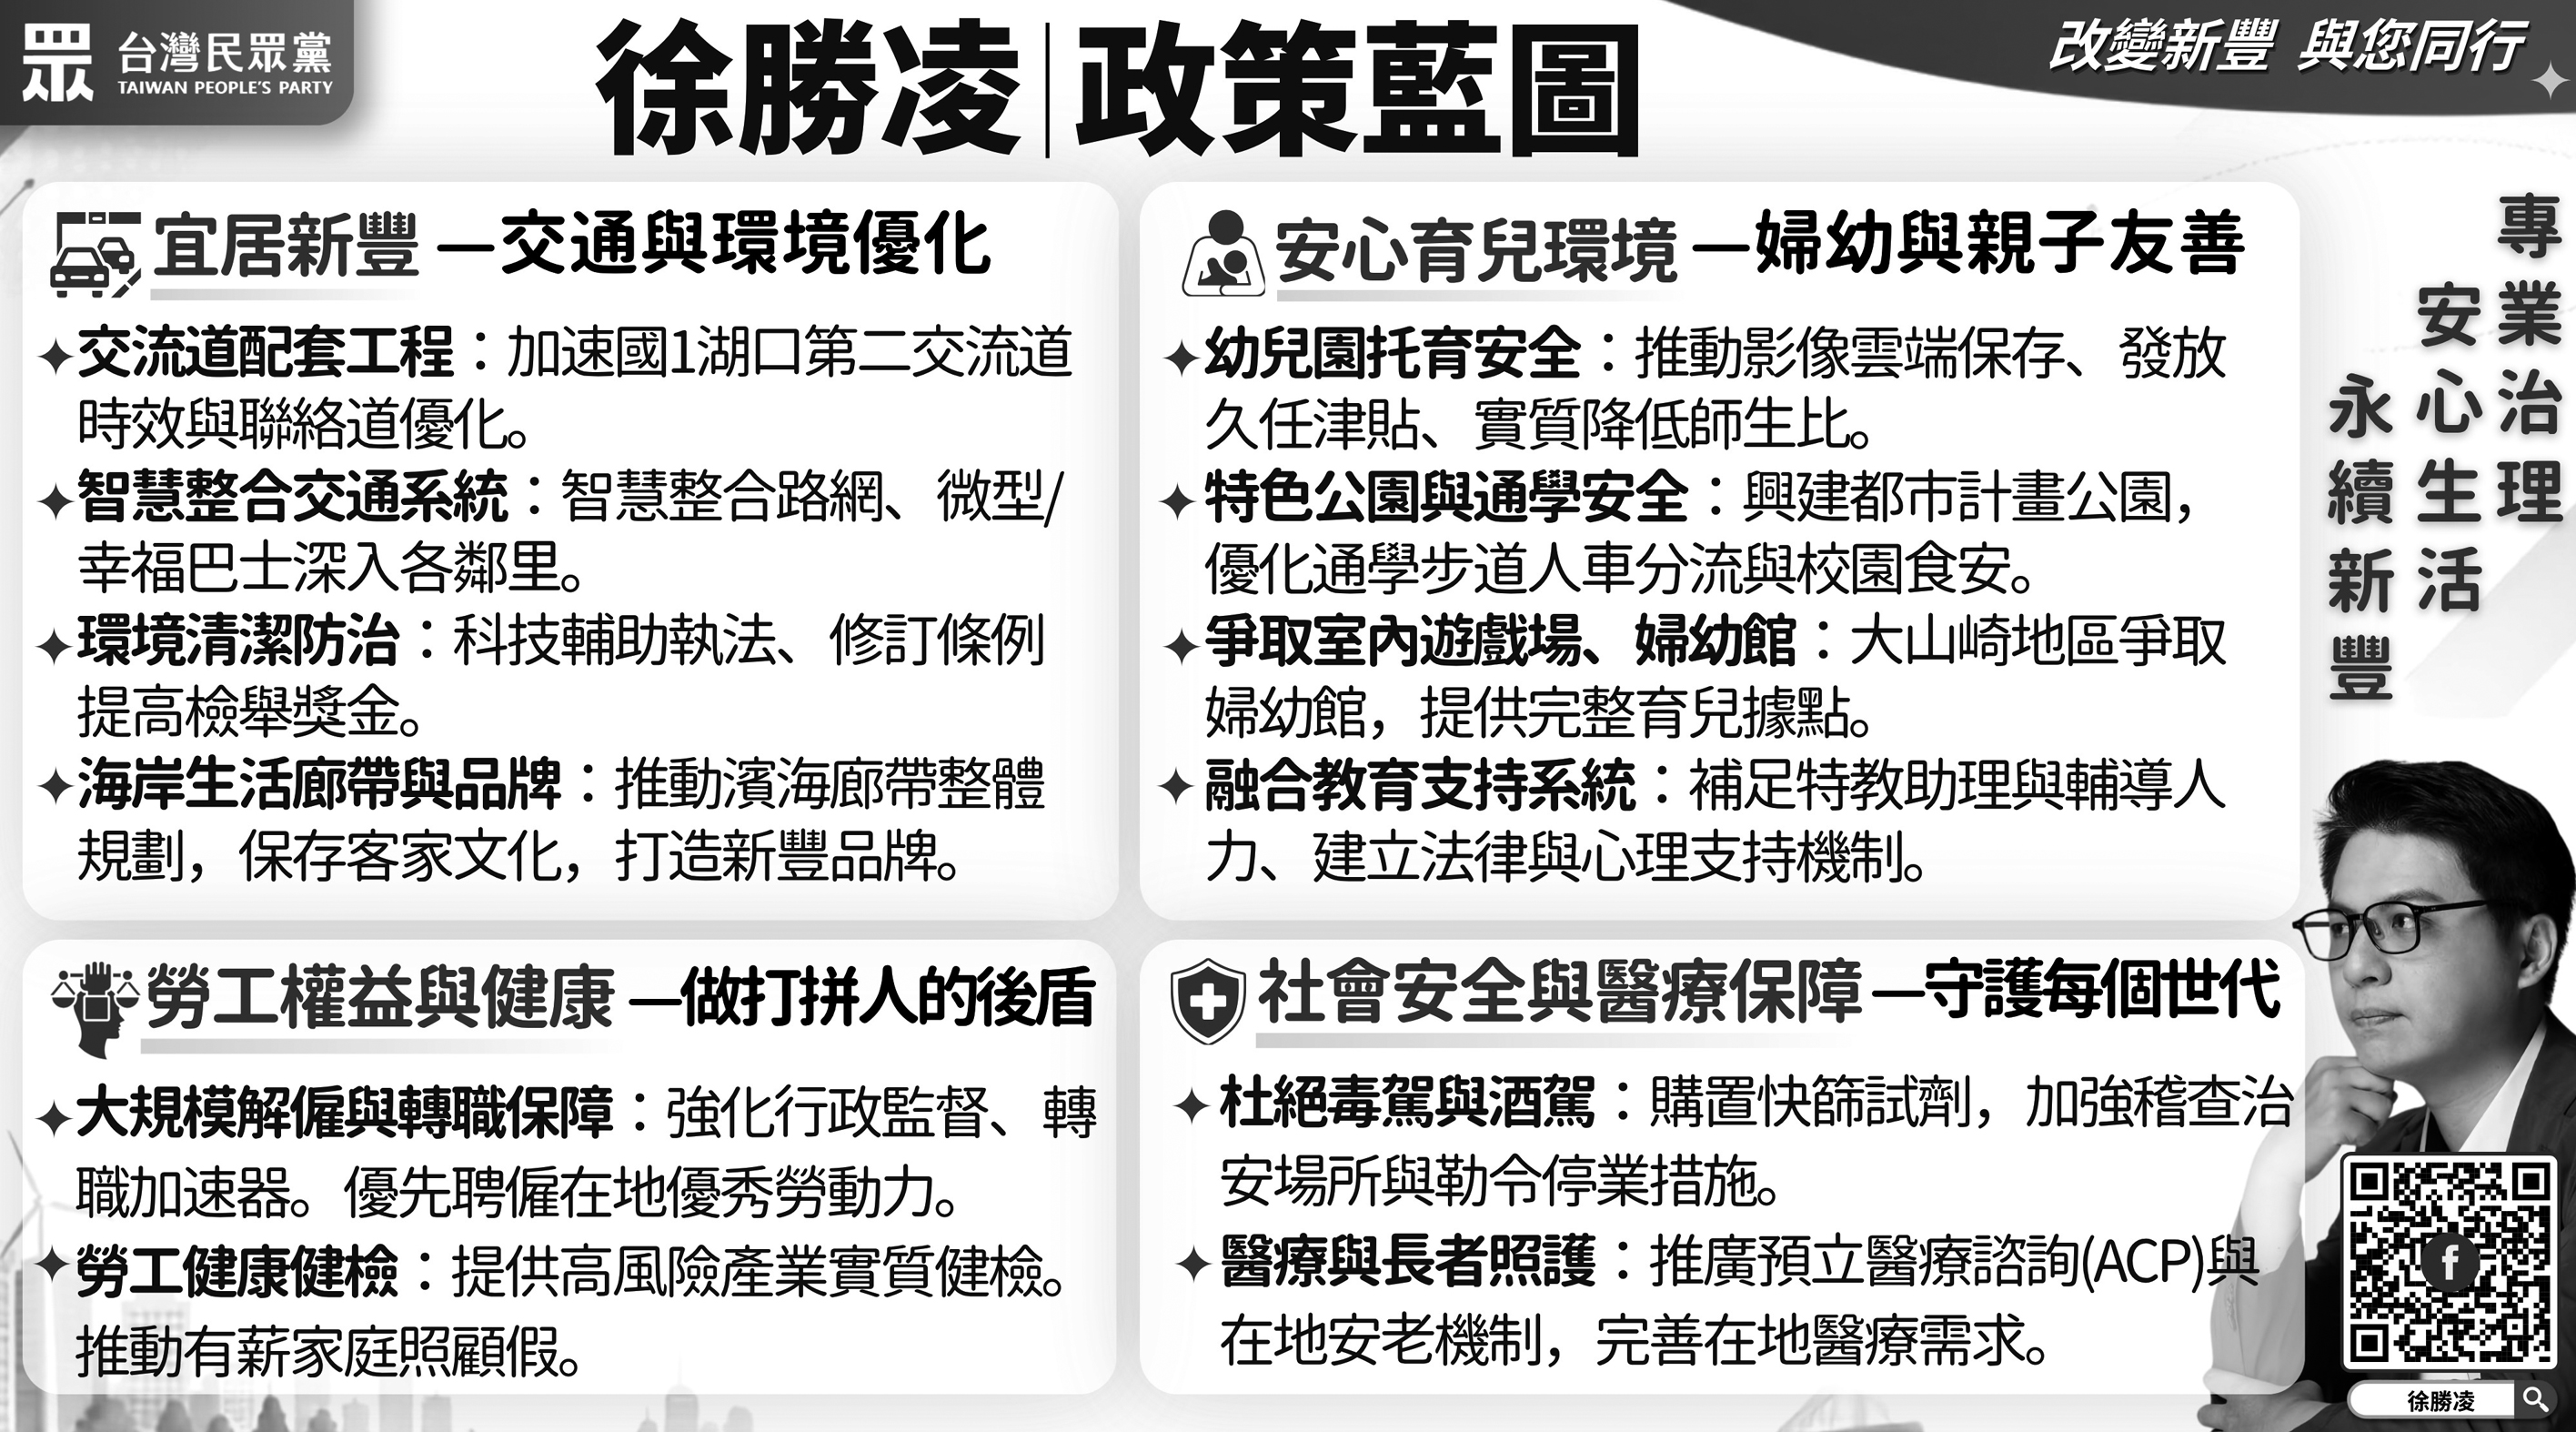 眾 台灣民眾黨
TAIWAN PEOPLE'S PARTY
徐勝凌|政策藍圖
改變新豐 與您同行
宜居新豐—交通與環境優化
交流道配套工程：加速國1湖口第二交流道
時效與聯絡道優化。
智慧整合交通系統：智慧整合路網、微型/
幸福巴士深入各鄰里。
環境清潔防治：科技輔助執法、修訂條例
提高檢舉獎金。
海岸生活廊帶與品牌：推動濱海廊帶整體
規劃，保存客家文化，打造新豐品牌。
安心育兒環境—婦幼與親子友善
幼兒園托育安全：推動影像雲端保存、發放
久任津貼、實質降低師生比。
特色公園與通學安全：興建都市計畫公園，
優化通學步道人車分流與校園食安。
爭取室內遊戲場、婦幼館：大山崎地區爭取
婦幼館，提供完整育兒據點。
融合教育支持系統：補足特教助理與輔導人
力、建立法律與心理支持機制。
專業治理
安心生活
永續新豐
勞工權益與健康—做打拼人的後盾
大規模解僱與轉職保障：強化行政監督、轉
職加速器。優先聘僱在地優秀勞動力。
勞工健康健檢：提供高風險產業實質健檢。
推動有薪家庭照顧假。
社會安全與醫療保障—守護每個世代
杜絕毒駕與酒駕：購置快篩試劑，加強稽查治
安場所與勒令停業措施。
醫療與長者照護：推廣預立醫療諮詢(ACP)與
在地安老機制，完善在地醫療需求。
f
徐勝凌